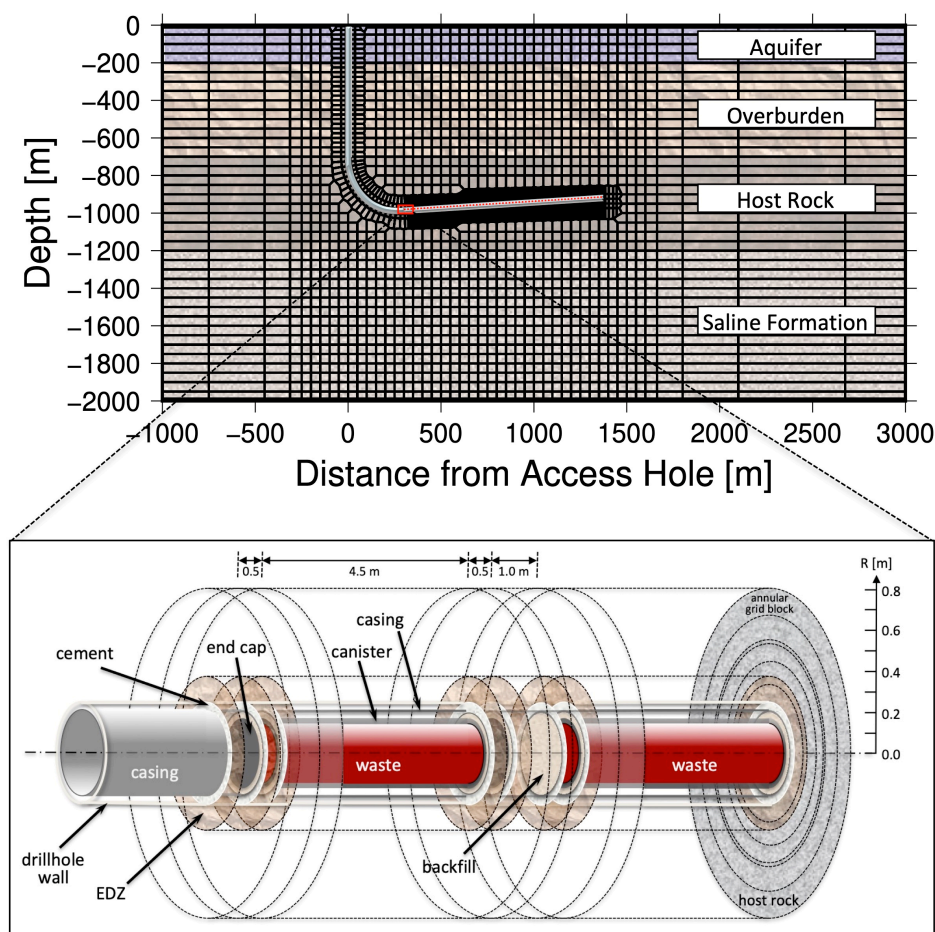 0
−200
−400
−600
−800
−1000
−1200
−1400
−1600
−1800
−2000
Depth [m]
Aquifer
Overburden
Host Rock
Saline Formation
−1000 −500 0 500 1000 1500 2000 2500 3000
Distance from Access Hole [m]
0.5 4.5 m 0.5 1.0 m
R [m]
0.8
0.6
0.4
0.2
0.0
annular
grid block
casing
canister
end cap
cement
casing
waste
waste
drillhole
wall
EDZ
backfill
host rock